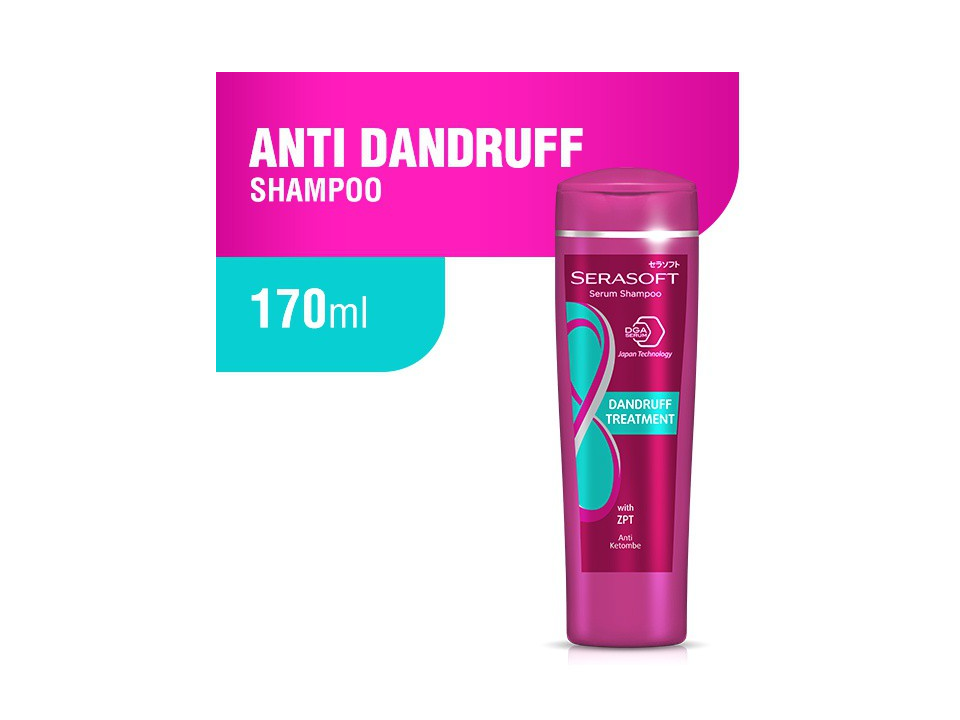 ANTI DANDRUFF
SHAMPOO
170ml
セラソフト
SERASOFT
Serum Shampoo
DGA
SERUM
Japan Technology
DANDRUFF
TREATMENT
with
ZPT
Anti
Ketombe